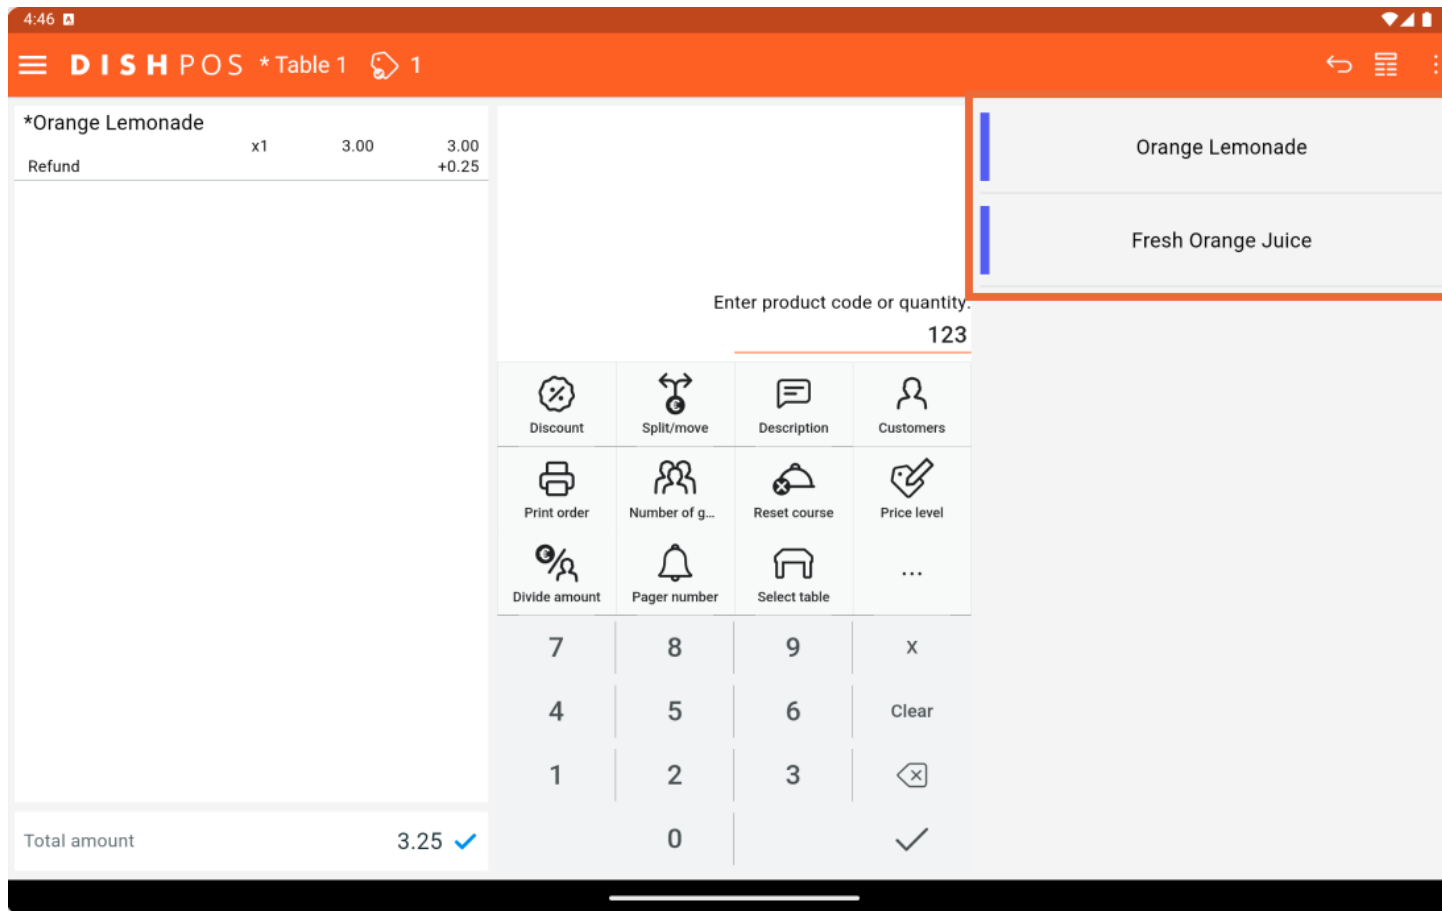 4:46 A
DISH POS * Table 1 1
*Orange Lemonade
x1 3.00 3.00
Refund +0.25
Orange Lemonade
Fresh Orange Juice
Enter product code or quantity.
123
Discount Split/move Description Customers
Print order Number of g... Reset course Price level
Divide amount Pager number Select table ...
7 8 9 x
4 5 6 Clear
1 2 3
0
Total amount 3.25